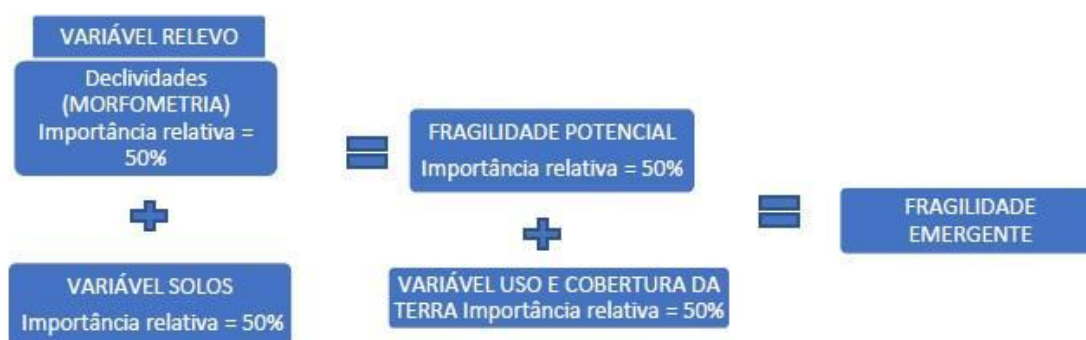 VARIÁVEL RELEVO
Declividades
(MORFOMETRIA)
Importância relativa =
50%
VARIÁVEL SOLOS
Importância relativa = 50%
FRAGILIDADE POTENCIAL
Importância relativa = 50%
VARIÁVEL USO E COBERTURA DA
TERRA Importância relativa = 50%
FRAGILIDADE
EMERGENTE